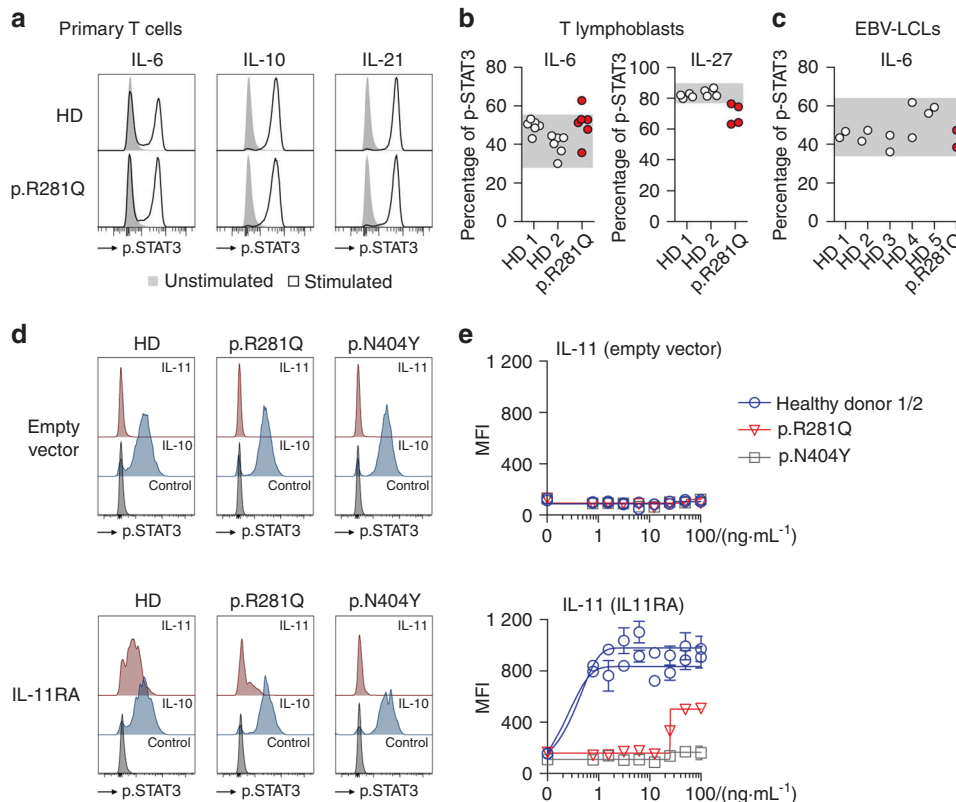 a
Primary T cells
IL-6
IL-10
IL-21
HD
p.R281Q
p.STAT3
p.STAT3
p.STAT3
Unstimulated
Stimulated
b
T lymphoblasts
IL-6
IL-27
Percentage of p-STAT3
80
60
40
20
0
HD 1
HD 2
p.R281Q
Percentage of p-STAT3
100
80
60
40
20
0
HD 1
HD 2
p.R281Q
c
EBV-LCLs
IL-6
Percentage of p-STAT3
80
60
40
20
0
HD 1
HD 2
HD 3
HD 4
HD 5
p.R281Q
d
HD
p.R281Q
p.N404Y
Empty
vector
IL-11
IL-10
Control
IL-11
IL-10
Control
IL-11
IL-10
Control
p.STAT3
p.STAT3
p.STAT3
HD
p.R281Q
p.N404Y
IL-11RA
IL-11
IL-10
Control
IL-11
IL-10
Control
IL-11
IL-10
Control
p.STAT3
p.STAT3
p.STAT3
e
IL-11 (empty vector)
MFI
1 200
800
400
0
0
1
10
100/(ng·mL⁻¹)
Healthy donor 1/2
p.R281Q
p.N404Y
IL-11 (IL11RA)
MFI
1 200
800
400
0
0
1
10
100/(ng·mL⁻¹)